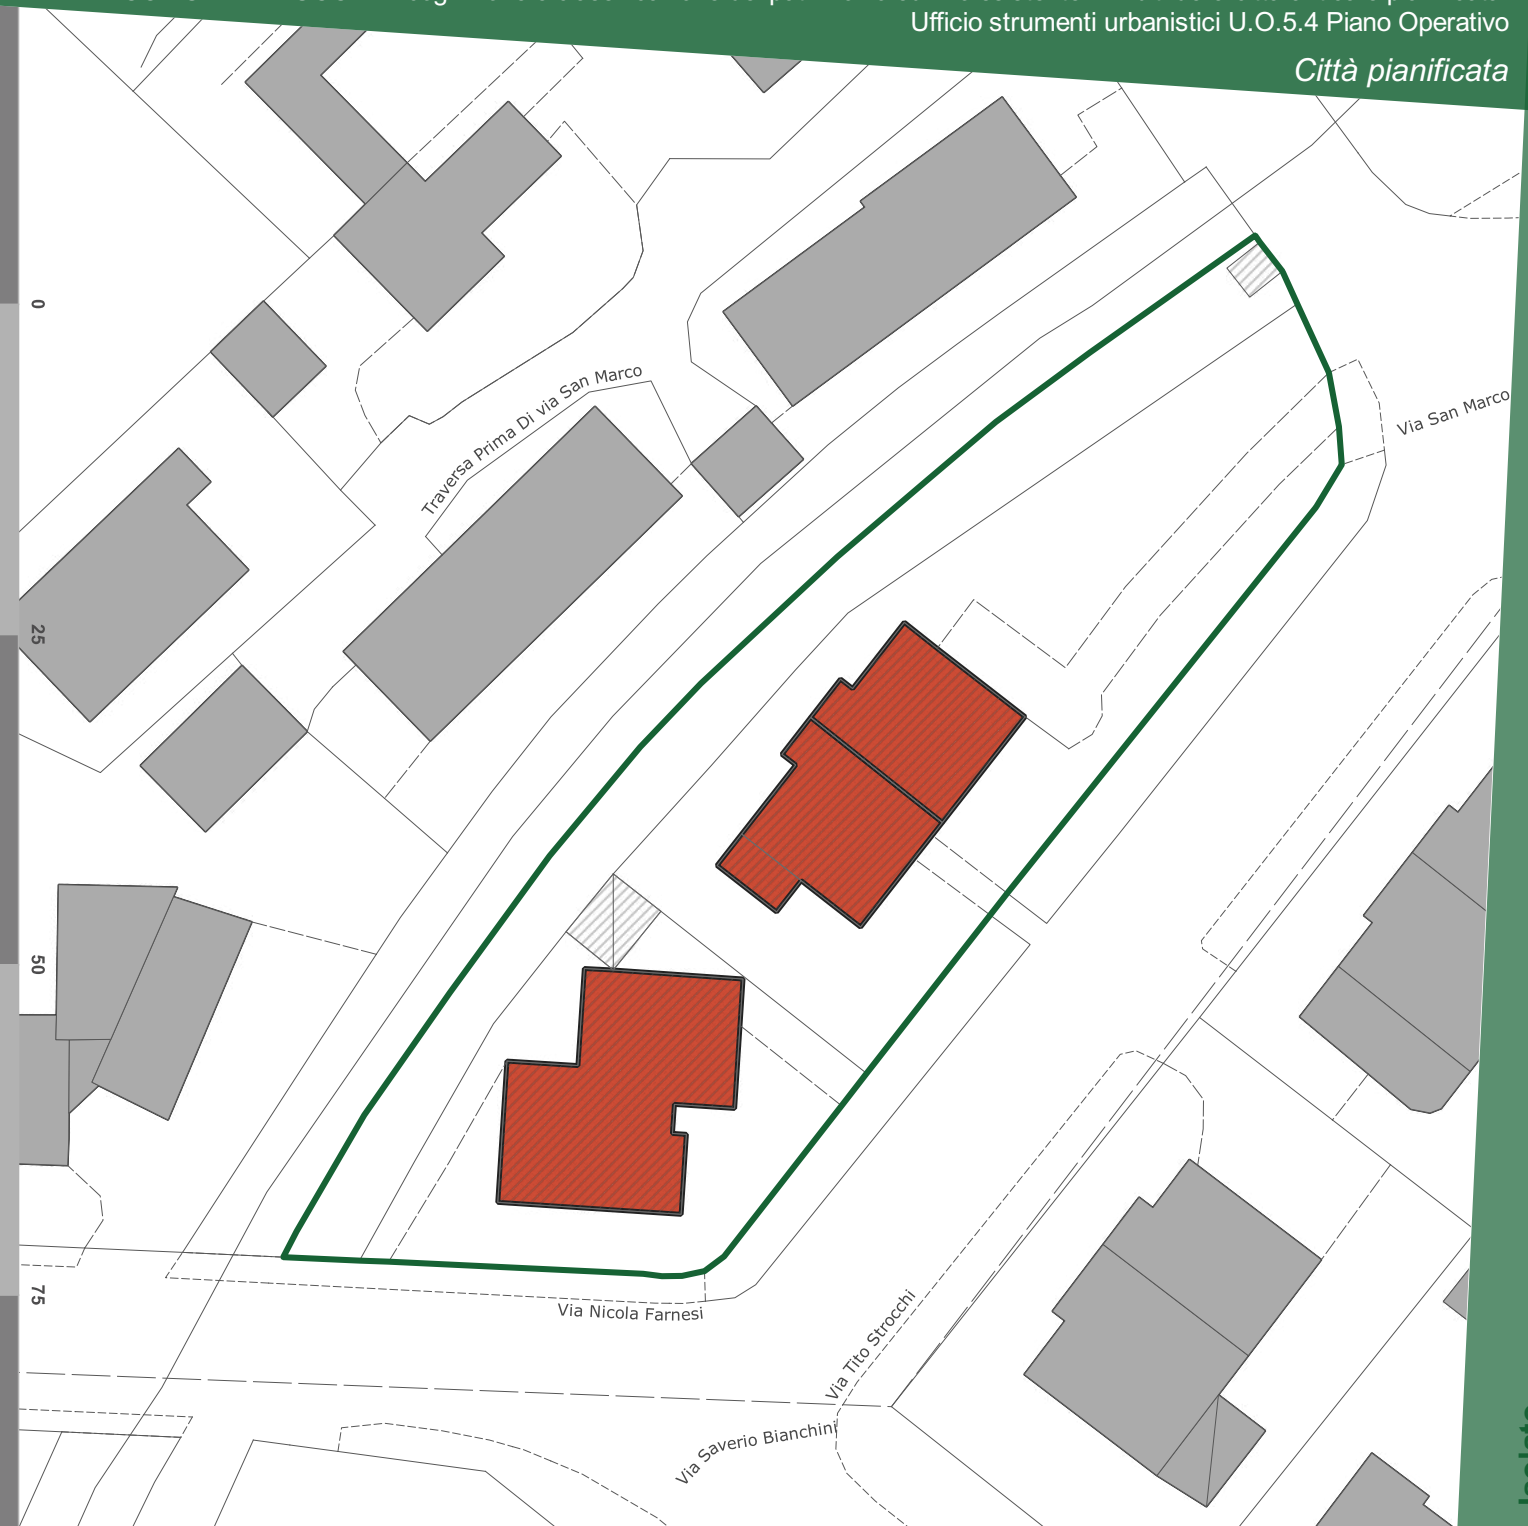 Ufficio strumenti urbanistici U.O.5.4 Piano Operativo
Città pianificata
0
25
50
75
Traversa Prima Di via San Marco
Via San Marco
Via Nicola Farnesi
Via Tito Strocchi
Via Saverio Bianchini